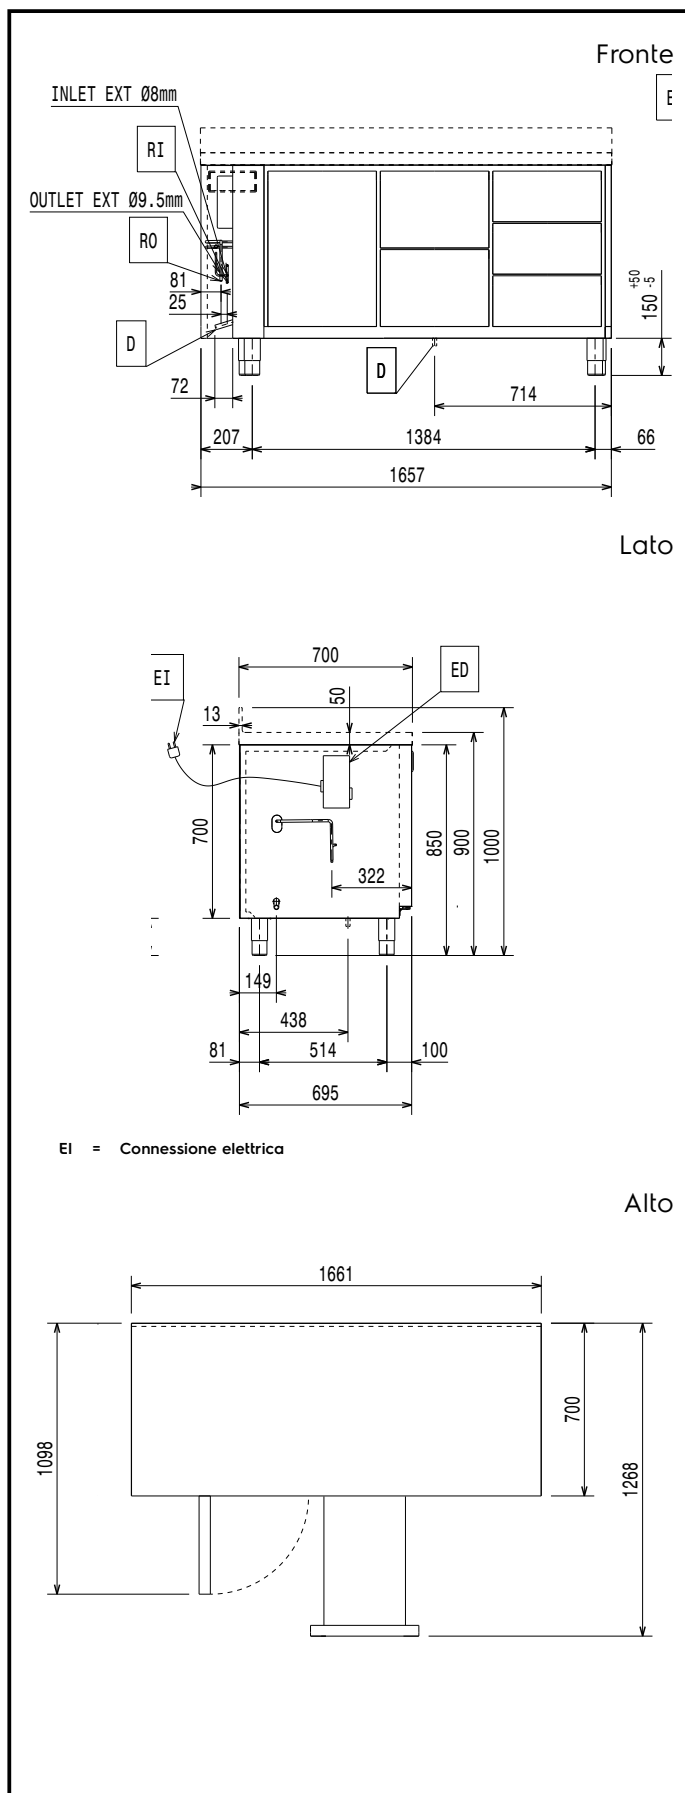 Fronte
INLET EXT Ø8mm
E
RI
OUTLET EXT Ø9.5mm
RO
81
25
+50
-5
150
D
D
72
714
207
1384
66
1657
Lato
700
EI
ED
50
13
700
850
900
1000
322
149
438
81
514
100
695
EI = Connessione elettrica
Alto
1661
1098
700
1268